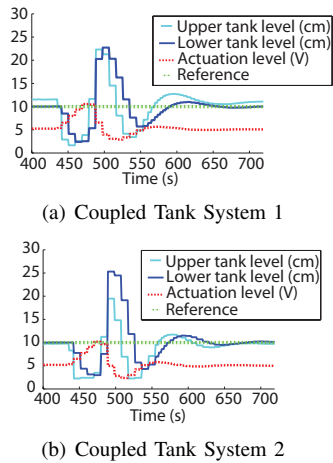 30
25
20
15
10
5
0
Upper tank level (cm)
Lower tank level (cm)
Actuation level (V)
Reference
400 450 500 550 600 650 700
Time (s)
(a) Coupled Tank System 1
30
25
20
15
10
5
0
Upper tank level (cm)
Lower tank level (cm)
Actuation level (V)
Reference
400 450 500 550 600 650 700
Time (s)
(b) Coupled Tank System 2